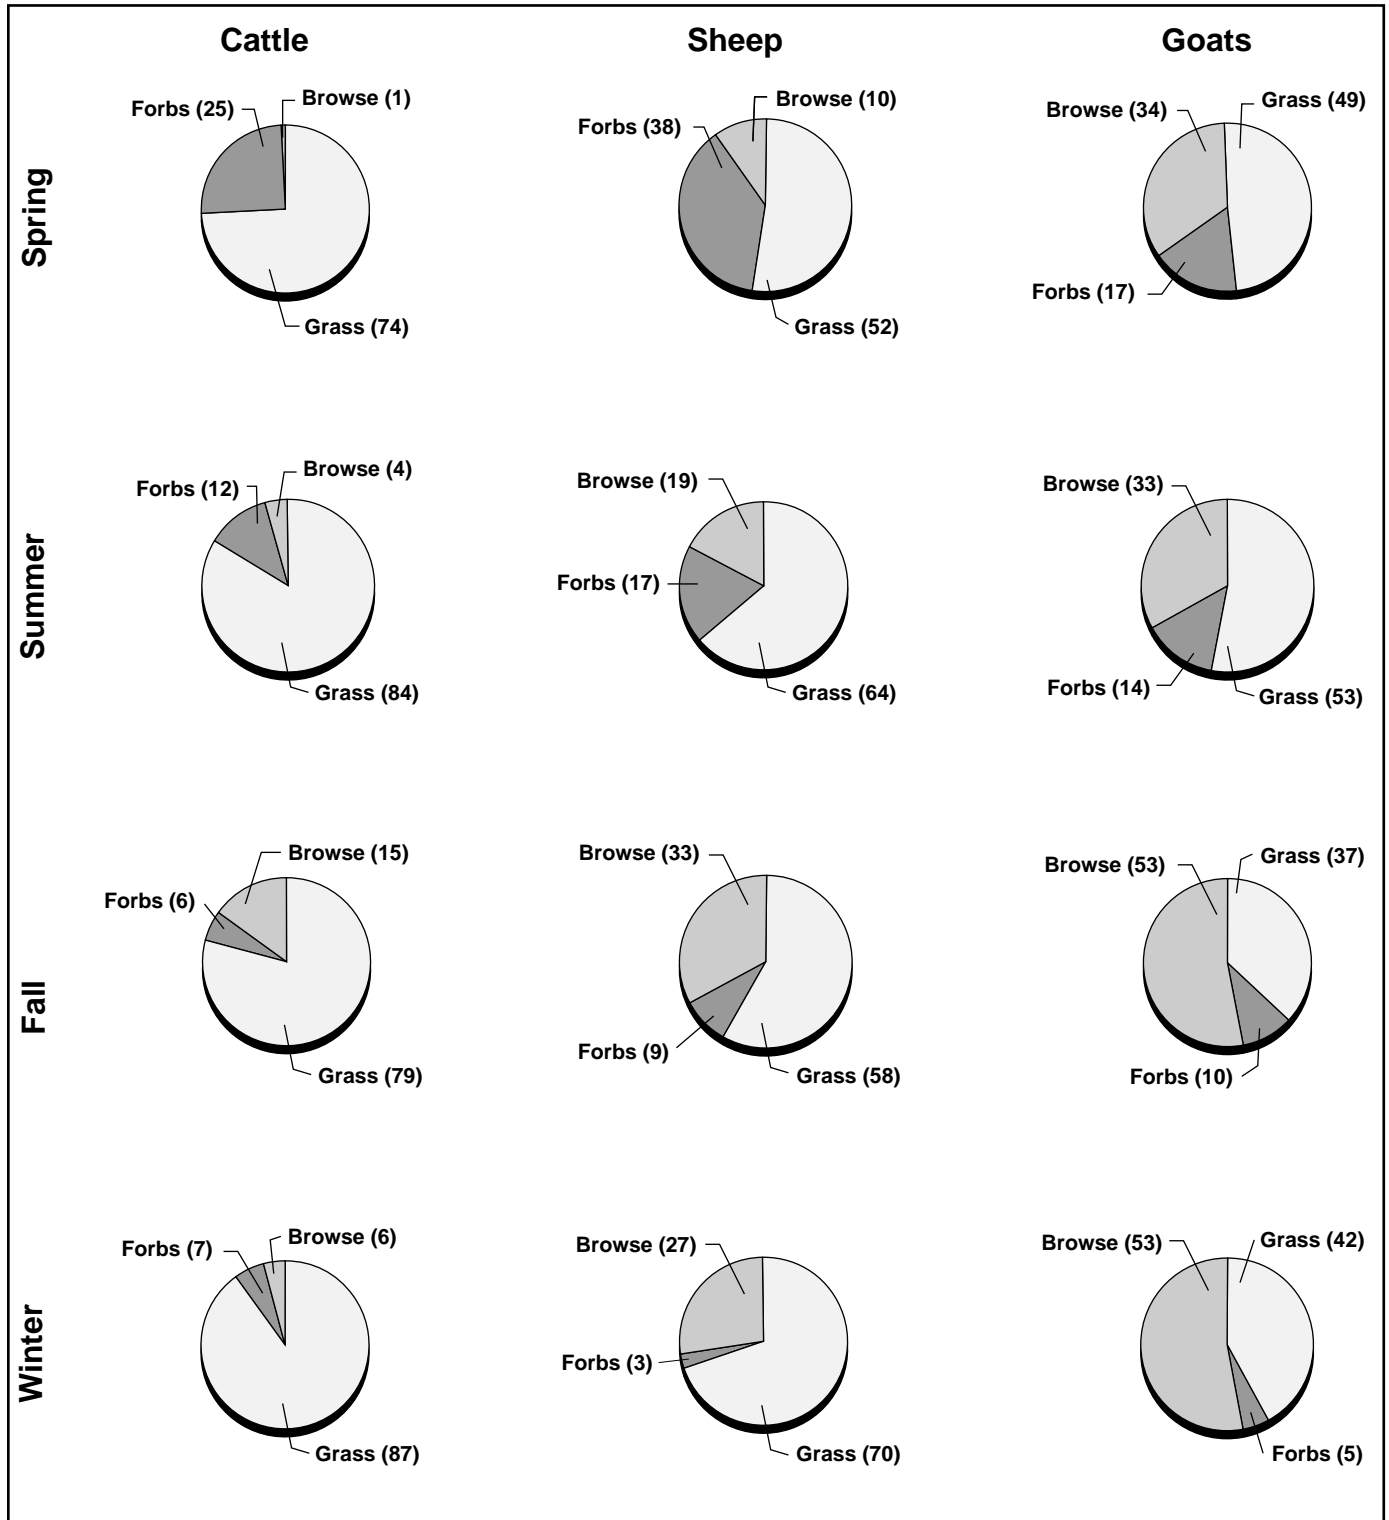 Cattle
Sheep
Goats
Spring
Forbs (25)
Browse (1)
Grass (74)
Forbs (38)
Browse (10)
Grass (52)
Browse (34)
Grass (49)
Forbs (17)
Summer
Forbs (12)
Browse (4)
Grass (84)
Browse (19)
Forbs (17)
Grass (64)
Browse (33)
Forbs (14)
Grass (53)
Fall
Browse (15)
Forbs (6)
Grass (79)
Browse (33)
Forbs (9)
Grass (58)
Browse (53)
Grass (37)
Forbs (10)
Winter
Forbs (7)
Browse (6)
Grass (87)
Browse (27)
Forbs (3)
Grass (70)
Browse (53)
Grass (42)
Forbs (5)